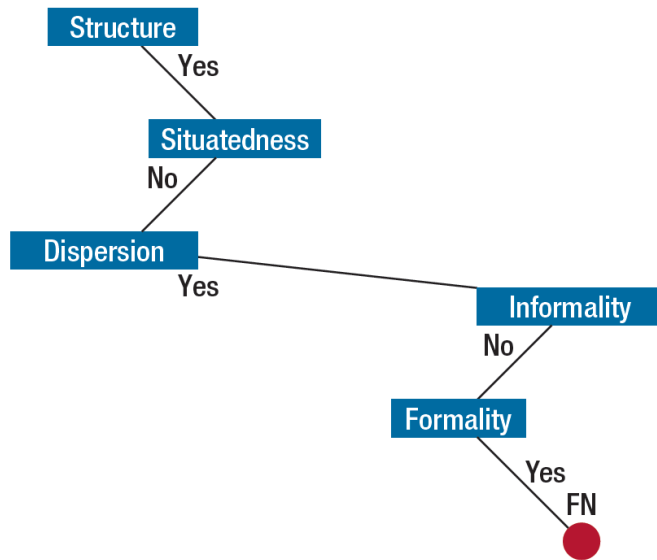 Structure
Yes
Situatedness
No
Dispersion
Yes
Informality
No
Formality
Yes
FN